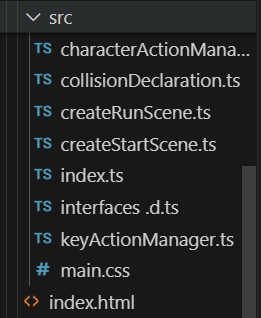 src
TS characterActionMana...
TS collisionDeclaration.ts
TS createRunScene.ts
TS createStartScene.ts
TS index.ts
TS interfaces .d.ts
TS keyActionManager.ts
# main.css
<> index.html